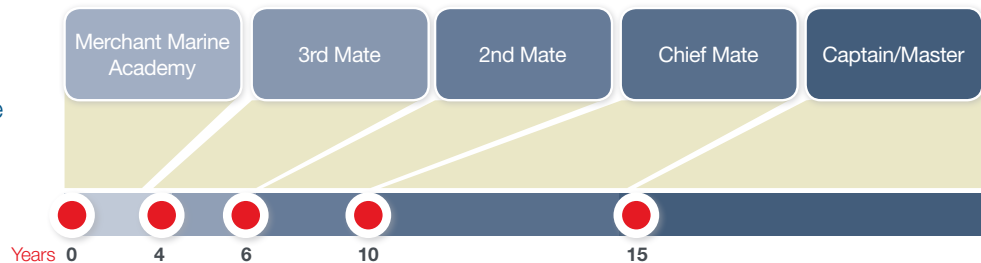 Merchant Marine
Academy
3rd Mate
2nd Mate
Chief Mate
Captain/Master
e
Years 0 4 6 10 15